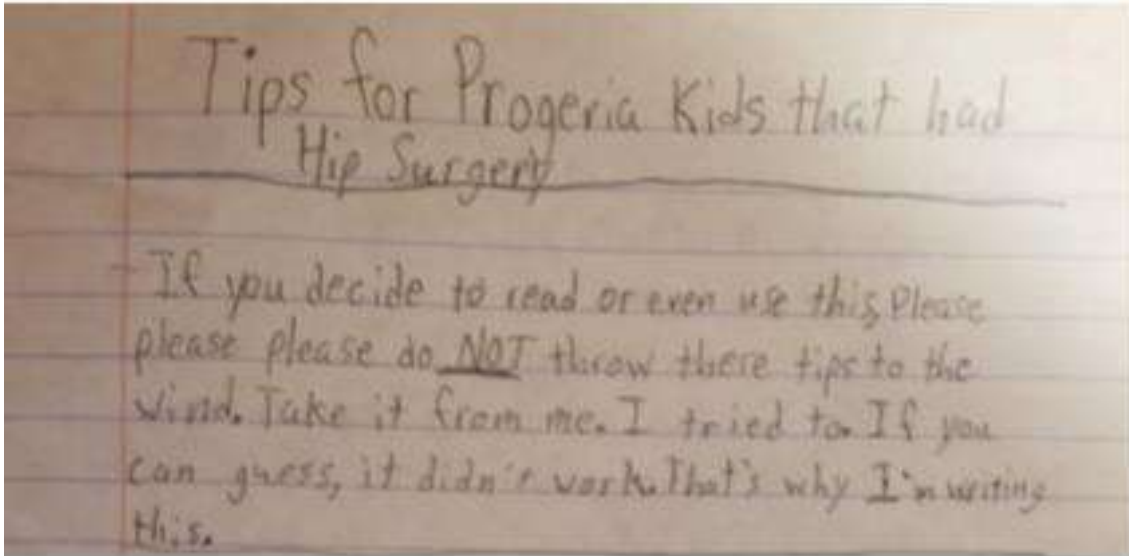 Tips for Progeria Kids that had
Hip Surgery
If you decide to read or even use this, Please
please please do NOT throw these tips to the
wind. Take it from me. I tried to. If you
can guess, it didn't work. That's why I'm writing
this.